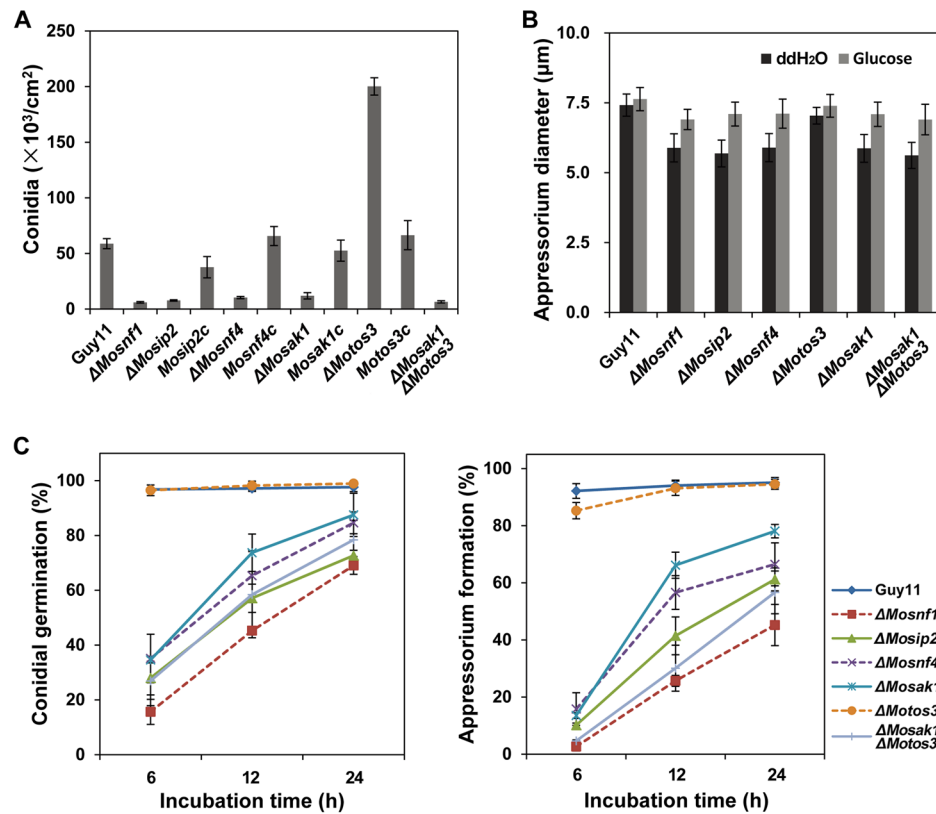 A
Conidia (×10³/cm²)
250
200
150
100
50
0
Guy11
ΔMosnf1
ΔMosip2
Mosip2c
ΔMosnf4
Mosnf4c
ΔMosak1
Mosak1c
ΔMotos3
Motos3c
ΔMosak1
ΔMotos3
B
Appressorium diameter (µm)
10.0
7.5
5.0
2.5
0.0
ddH₂O Glucose
Guy11
ΔMosnf1
ΔMosip2
ΔMosnf4
ΔMotos3
ΔMosak1
ΔMosak1
ΔMotos3
C
Conidial germination (%)
100
80
60
40
20
0
6 12 24
Incubation time (h)
Appressorium formation (%)
100
80
60
40
20
0
6 12 24
Incubation time (h)
Guy11
ΔMosnf1
ΔMosip2
ΔMosnf4
ΔMosak1
ΔMotos3
ΔMosak1
ΔMotos3